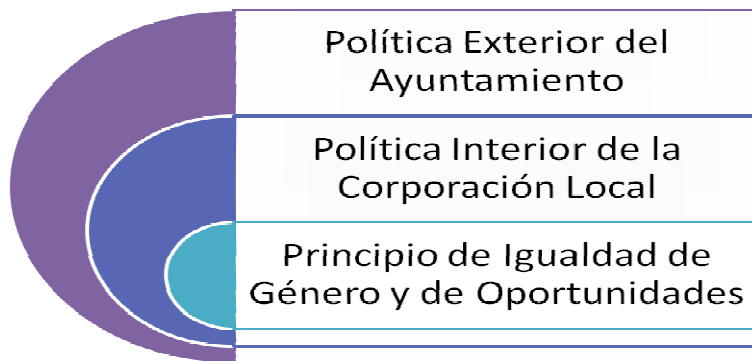 Política Exterior del
Ayuntamiento
Política Interior de la
Corporación Local
Principio de Igualdad de
Género y de Oportunidades